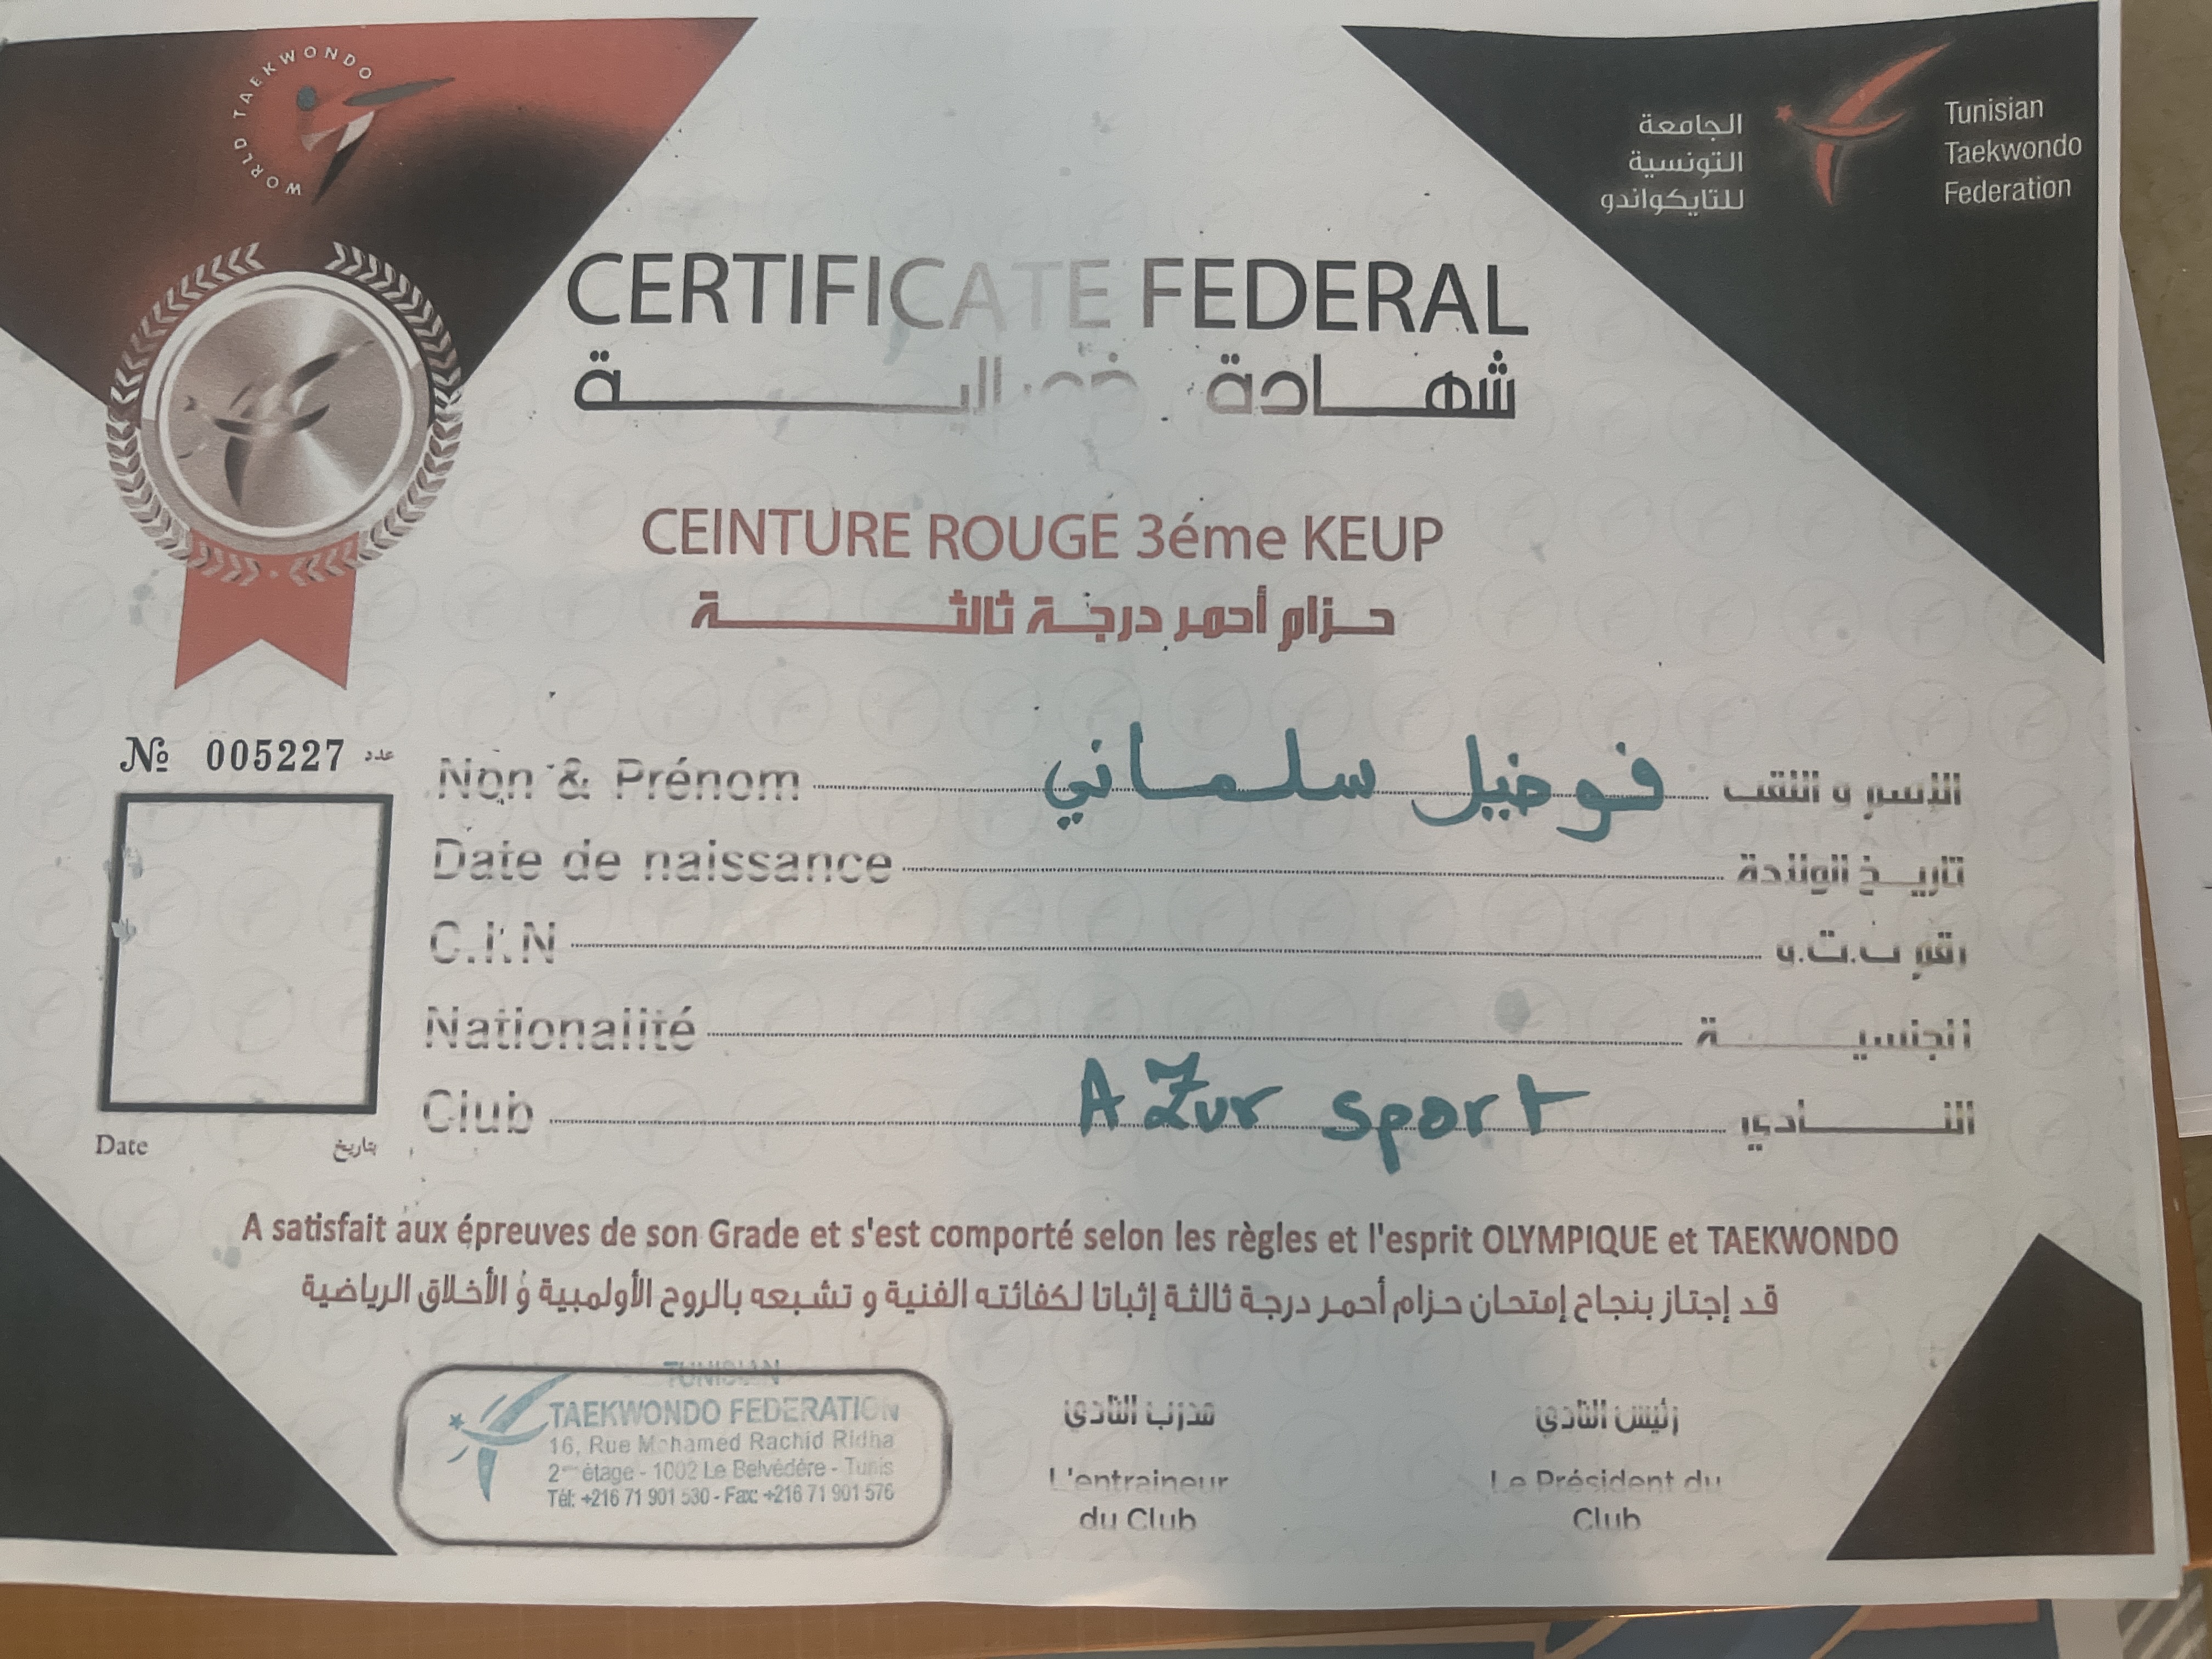 WORLD TAEKWONDO
الجامعة
التونسية
للتايكواندو
Tunisian
Taekwondo
Federation
CERTIFICATE FEDERAL
شهادة
CEINTURE ROUGE 3éme KEUP
حزام أحمر درجة ثالثة
№ 005227 عدد
Non & Prénom فوضيل سلماني الاسم و اللقب
Date de naissance تاريخ الولادة
C.I.N رقم ب.ت.و
Nationalité الجنسية
Club AZur sport النادي
Date بتاريخ
A satisfait aux épreuves de son Grade et s'est comporté selon les règles et l'esprit OLYMPIQUE et TAEKWONDO
قد إجتاز بنجاح إمتحان حزام أحمر درجة ثالثة إثباتا لكفائته الفنية و تشبعه بالروح الأولمبية و الأخلاق الرياضية
TUNISIAN
TAEKWONDO FEDERATION
16, Rue Mohamed Rachid Ridha
2ème étage - 1002 Le Belvédère - Tunis
Tél: +216 71 901 530 - Fax: +216 71 901 576
مدرب النادي
L'entraineur
du Club
رئيس النادي
Le Président du
Club